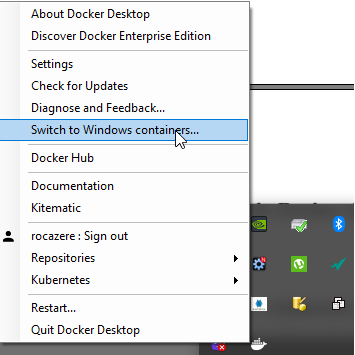 About Docker Desktop
Discover Docker Enterprise Edition
Settings
Check for Updates
Diagnose and Feedback...
Switch to Windows containers...
Docker Hub
Documentation
Kitematic
rocazere : Sign out
Repositories
Kubernetes
Restart...
Quit Docker Desktop